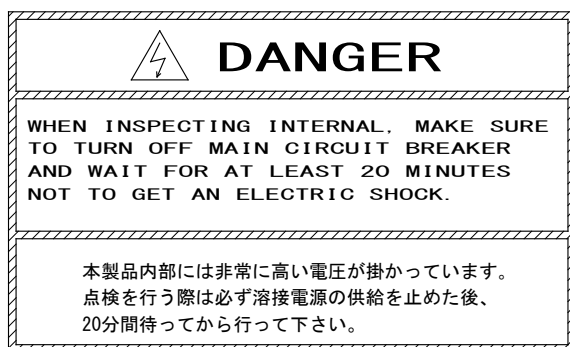 DANGER
WHEN INSPECTING INTERNAL, MAKE SURE
TO TURN OFF MAIN CIRCUIT BREAKER
AND WAIT FOR AT LEAST 20 MINUTES
NOT TO GET AN ELECTRIC SHOCK.
本製品内部には非常に高い電圧が掛かっています。
点検を行う際は必ず溶接電源の供給を止めた後、
20分間待ってから行って下さい。